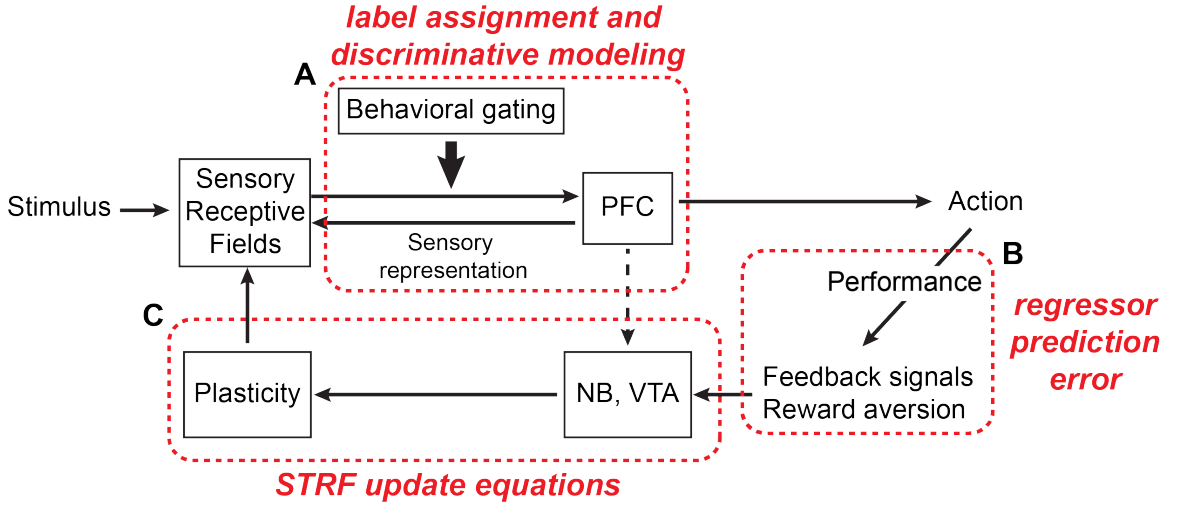 label assignment and
discriminative modeling
A
Behavioral gating
Stimulus
Sensory
Receptive
Fields
PFC
Action
Sensory
representation
B
Performance
regressor
prediction
error
Feedback signals
Reward aversion
C
Plasticity
NB, VTA
STRF update equations